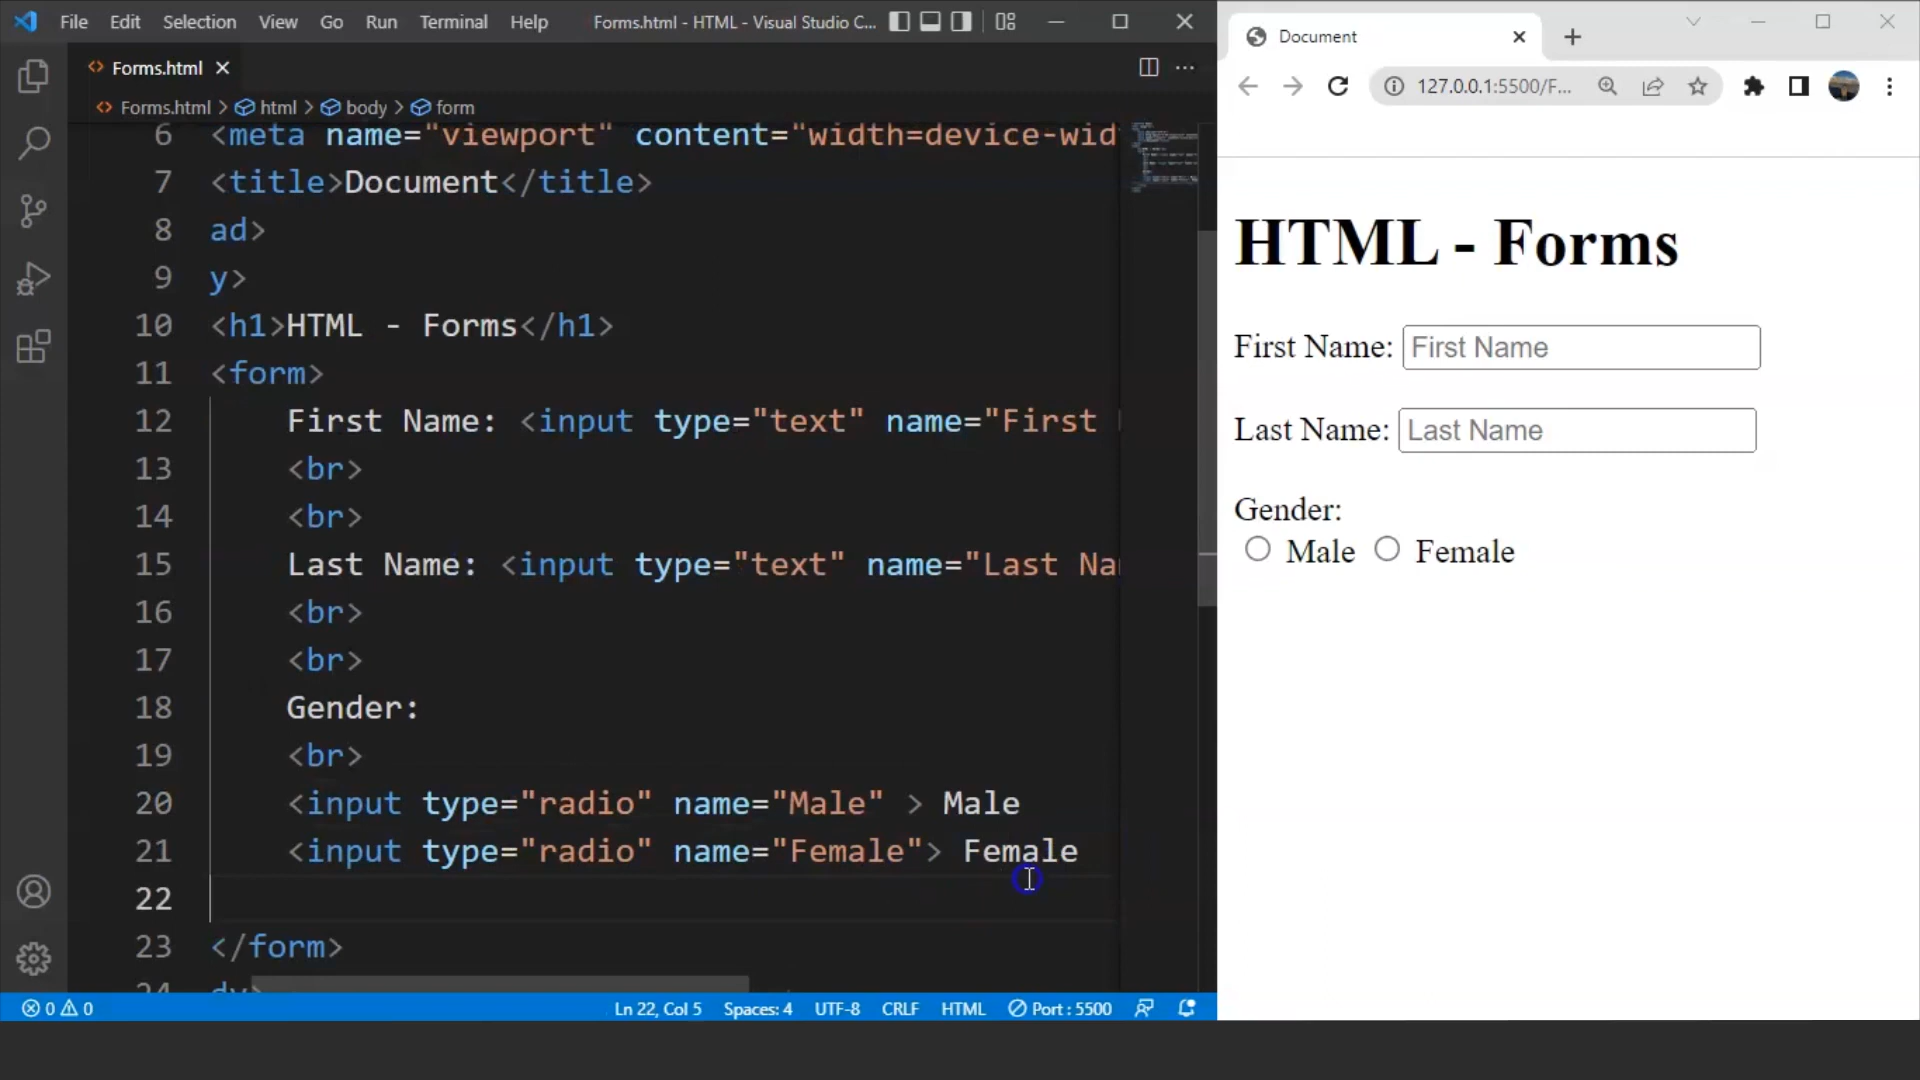 File Edit Selection View Go Run Terminal Help Forms.html - HTML - Visual Studio C...
Forms.html
Forms.html > html > body > form
6 <meta name="viewport" content="width=device-wid
7 <title>Document</title>
8 ad>
9 y>
10 <h1>HTML - Forms</h1>
11 <form>
12 First Name: <input type="text" name="First
13 <br>
14 <br>
15 Last Name: <input type="text" name="Last Na
16 <br>
17 <br>
18 Gender:
19 <br>
20 <input type="radio" name="Male" > Male
21 <input type="radio" name="Female"> Female
22
23 </form>
24 dy>
0 0 Ln 22, Col 5 Spaces: 4 UTF-8 CRLF HTML Port : 5500
Document
127.0.0.1:5500/F...
HTML - Forms
First Name: First Name
Last Name: Last Name
Gender:
Male Female